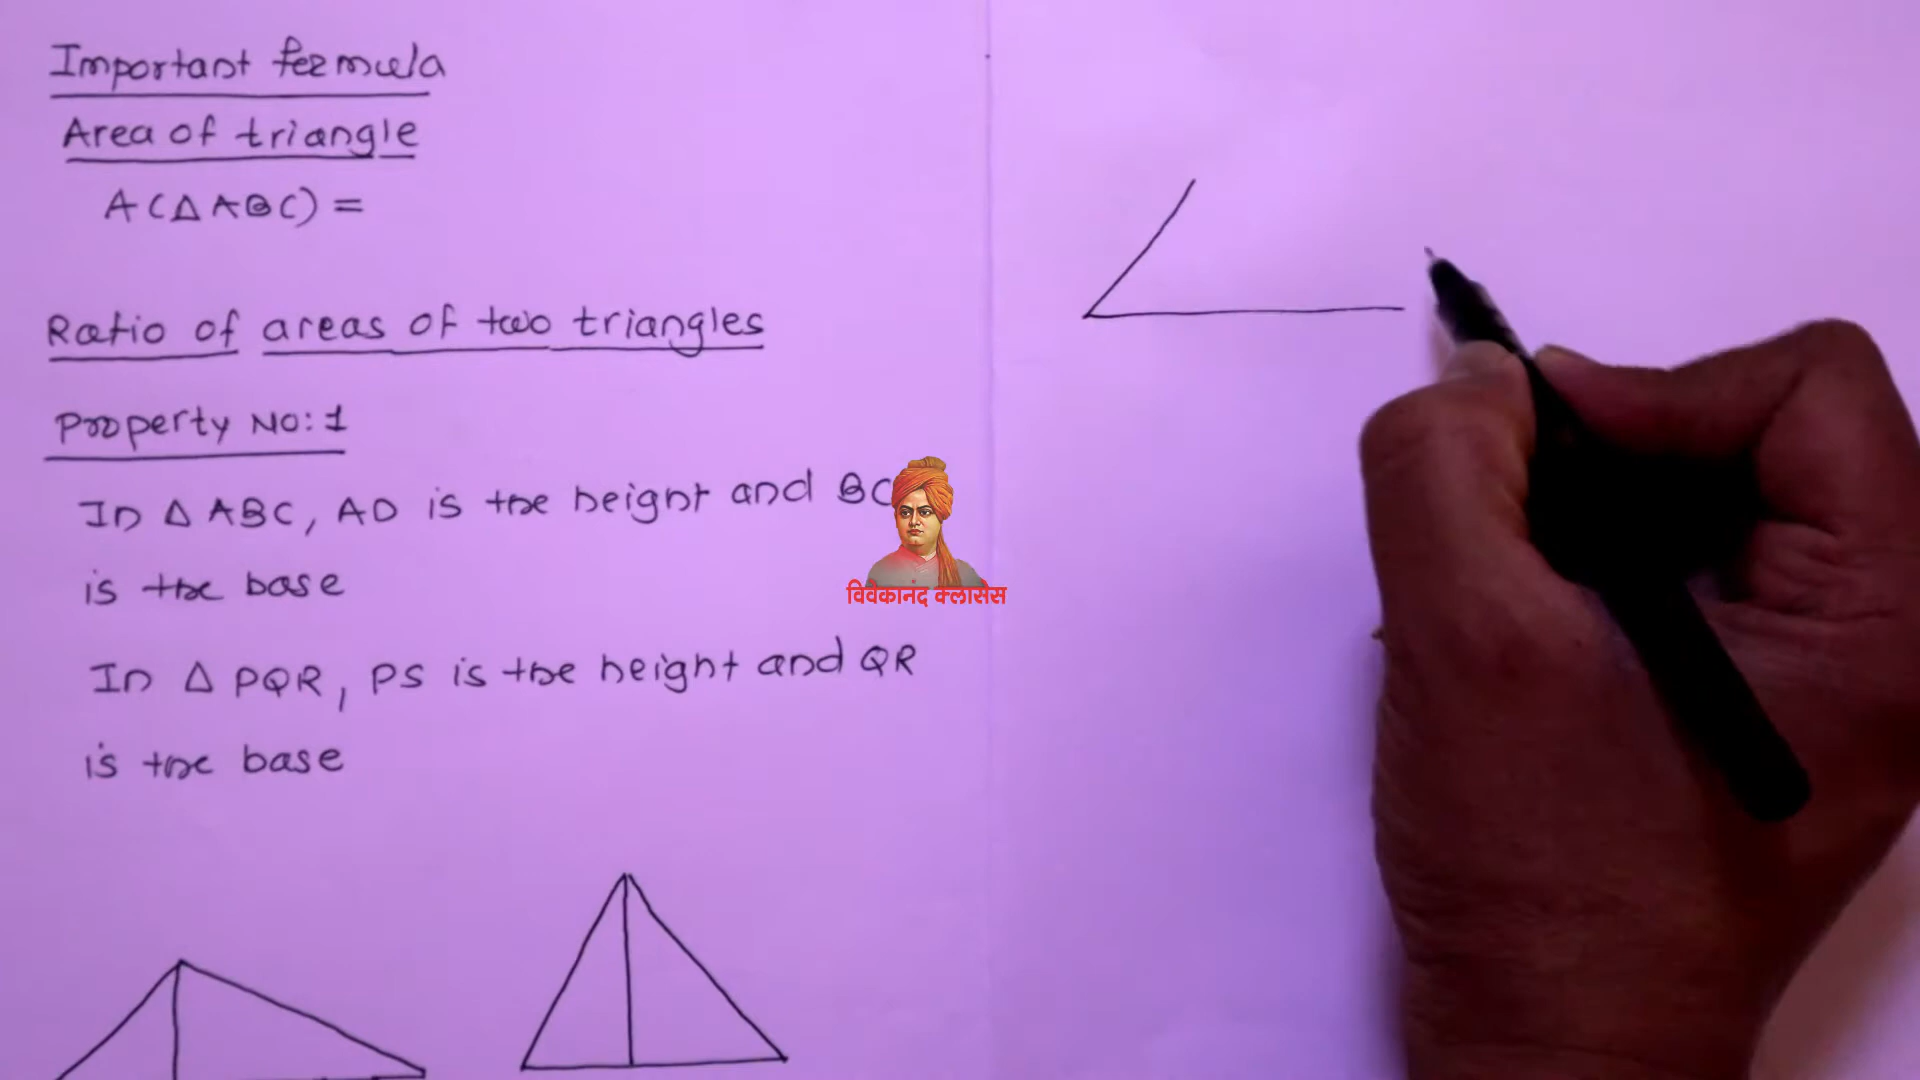 Important formula
Area of triangle
A(△ABC) =
Ratio of areas of two triangles
Property No: 1
In △ ABC, AD is the height and BC
is the base
In △ PQR, PS is the height and QR
is the base
विवेकानंद क्लासेस